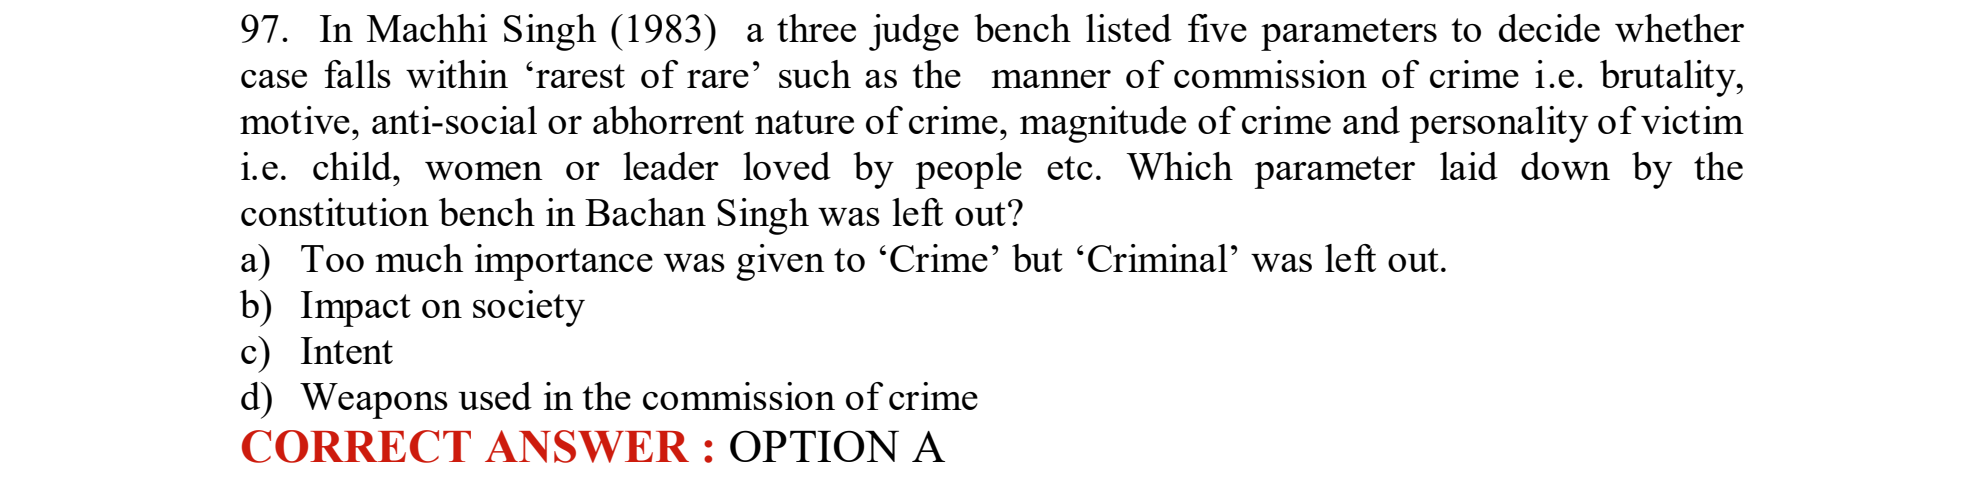 97. In Machhi Singh (1983) a three judge bench listed five parameters to decide whether
case falls within ‘rarest of rare’ such as the manner of commission of crime i.e. brutality,
motive, anti-social or abhorrent nature of crime, magnitude of crime and personality of victim
i.e. child, women or leader loved by people etc. Which parameter laid down by the
constitution bench in Bachan Singh was left out?
a) Too much importance was given to ‘Crime’ but ‘Criminal’ was left out.
b) Impact on society
c) Intent
d) Weapons used in the commission of crime
CORRECT ANSWER : OPTION A